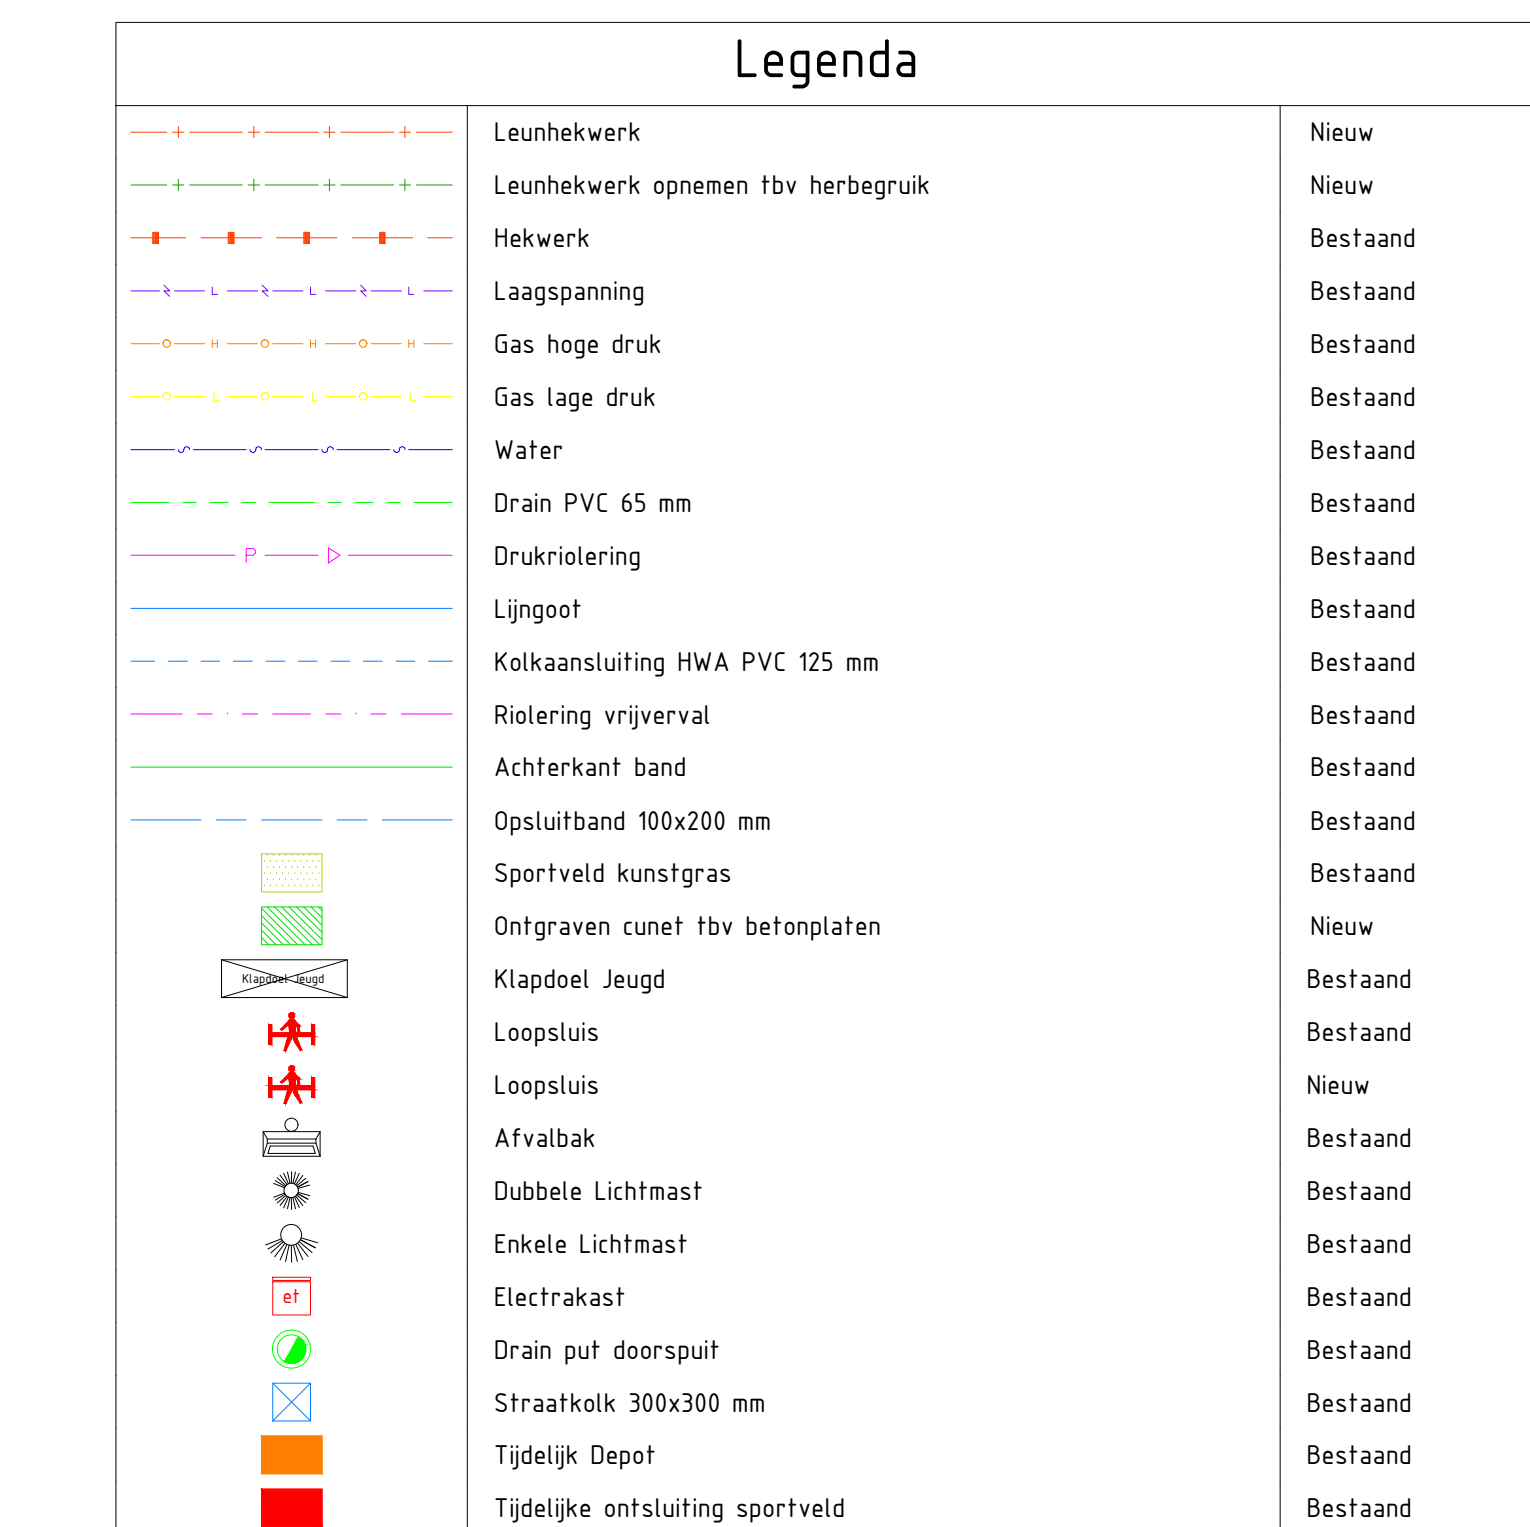 Legenda
Leunhekwerk Nieuw
Leunhekwerk opnemen tbv herbegruik Nieuw
Hekwerk Bestaand
L L L Laagspanning Bestaand
H H H Gas hoge druk Bestaand
L L L Gas lage druk Bestaand
Water Bestaand
Drain PVC 65 mm Bestaand
P Drukriolering Bestaand
Lijngoot Bestaand
Kolkaansluiting HWA PVC 125 mm Bestaand
Riolering vrijverval Bestaand
Achterkant band Bestaand
Opsluitband 100x200 mm Bestaand
Sportveld kunstgras Bestaand
Ontgraven cunet tbv betonplaten Nieuw
Klapdoel Jeugd Klapdoel Jeugd Bestaand
Loopsluis Bestaand
Loopsluis Nieuw
Afvalbak Bestaand
Dubbele Lichtmast Bestaand
Enkele Lichtmast Bestaand
et Electrakast Bestaand
Drain put doorspuit Bestaand
Straatkolk 300x300 mm Bestaand
Tijdelijk Depot Bestaand
Tijdelijke ontsluiting sportveld Bestaand